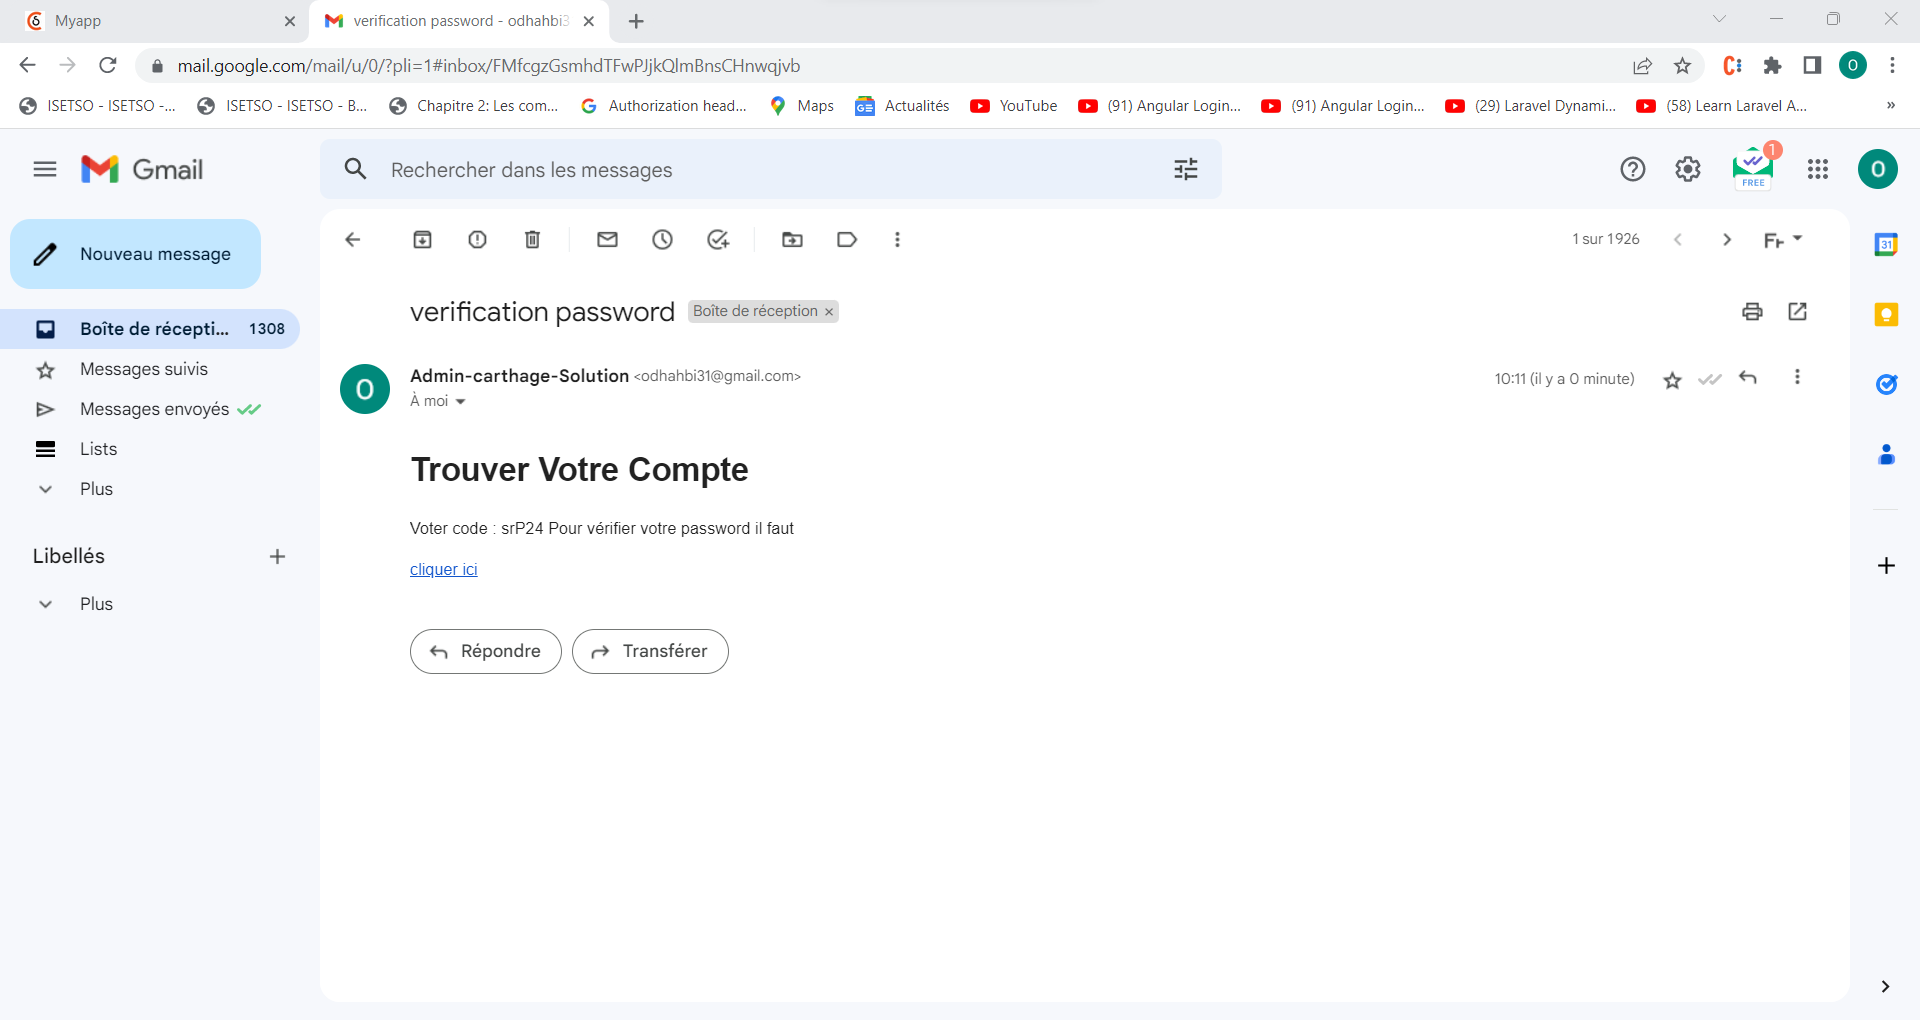 Myapp
verification password - odhahbi3
mail.google.com/mail/u/0/?pli=1#inbox/FMfcgzGsmhdTFwPJjkQlmBnsCHnwqjvb
O
ISETSO - ISETSO -...
ISETSO - ISETSO - B...
Chapitre 2: Les com...
Authorization head...
Maps
Actualités
YouTube
(91) Angular Login...
(91) Angular Login...
(29) Laravel Dynami...
(58) Learn Laravel A...
»
Gmail
Rechercher dans les messages
1
FREE
O
Nouveau message
1 sur 1926
Fr
31
verification password
Boîte de réception ×
Boîte de récepti... 1308
Messages suivis
Messages envoyés
Lists
Plus
Libellés
Plus
O
Admin-carthage-Solution <odhahbi31@gmail.com>
10:11 (il y a 0 minute)
À moi
Trouver Votre Compte
Voter code : srP24 Pour vérifier votre password il faut
cliquer ici
Répondre
Transférer